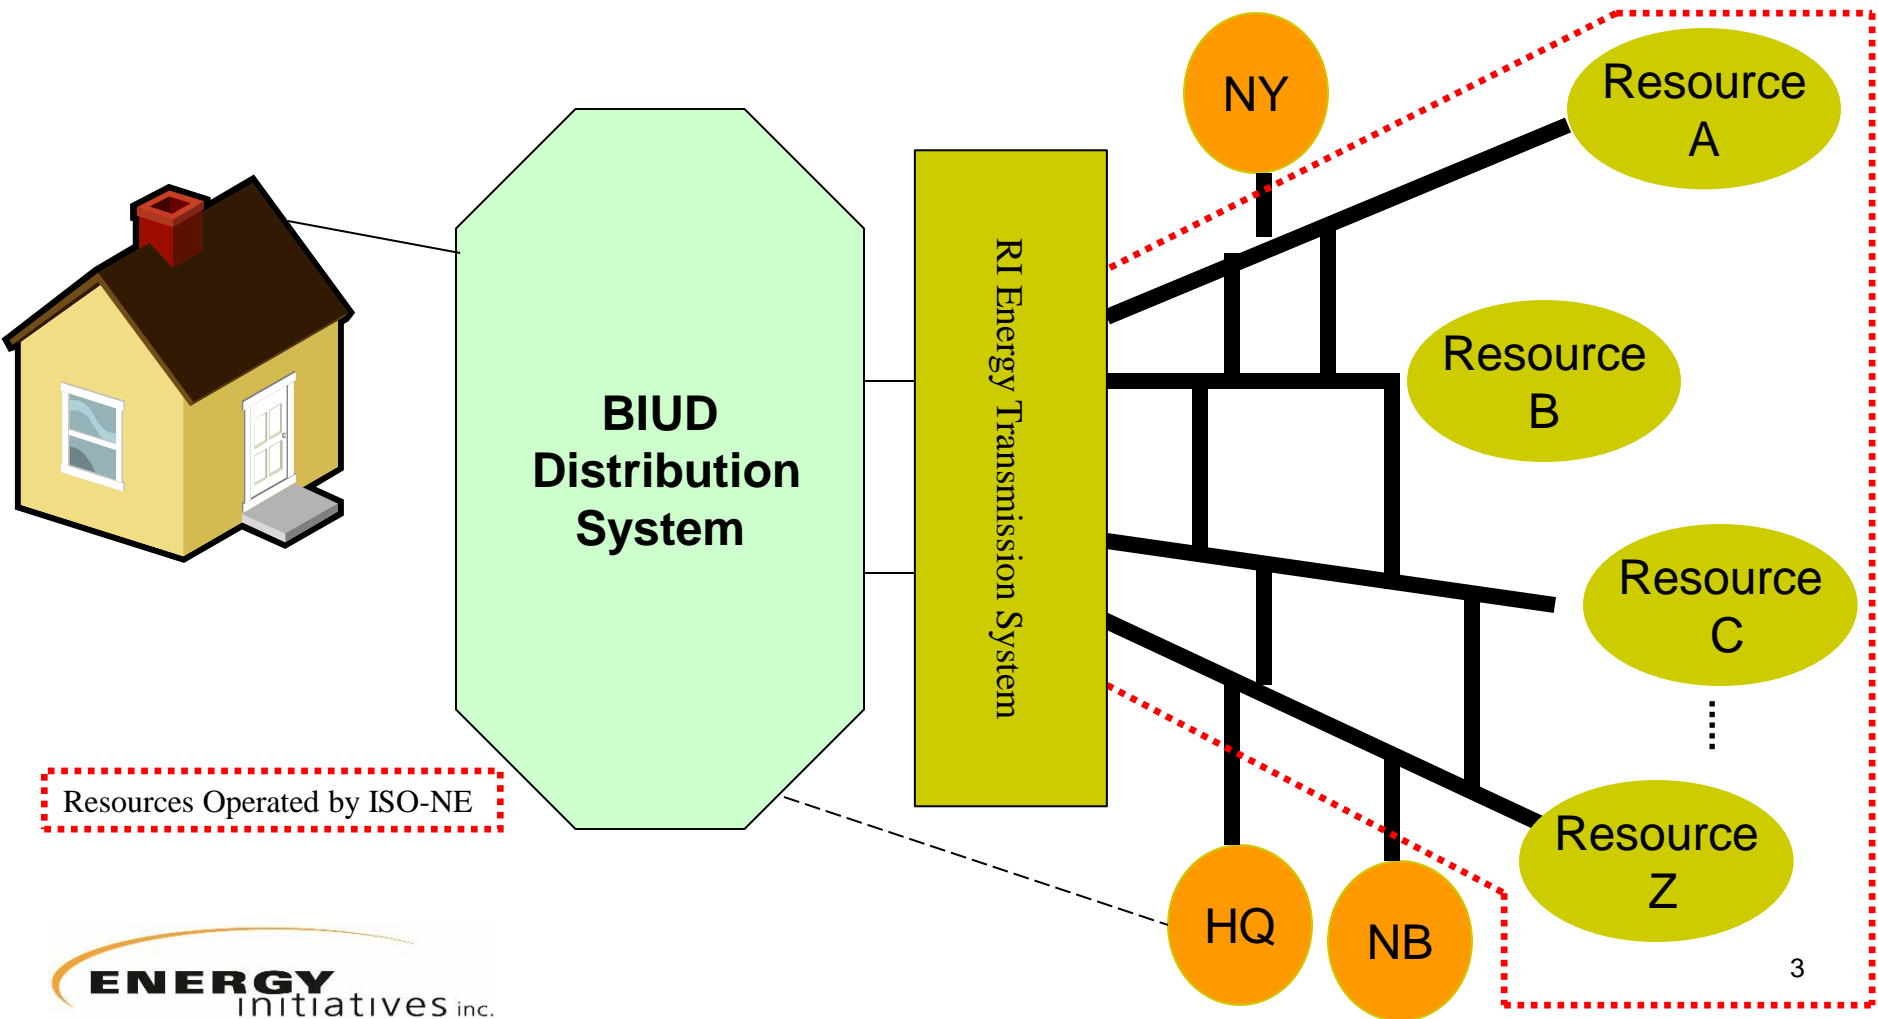 NY
Resource
A
RI Energy Transmission System
Resource
B
BIUD
Distribution
System
Resource
C
Resources Operated by ISO-NE
Resource
Z
HQ
NB
ENERGY
initiatives inc.
3